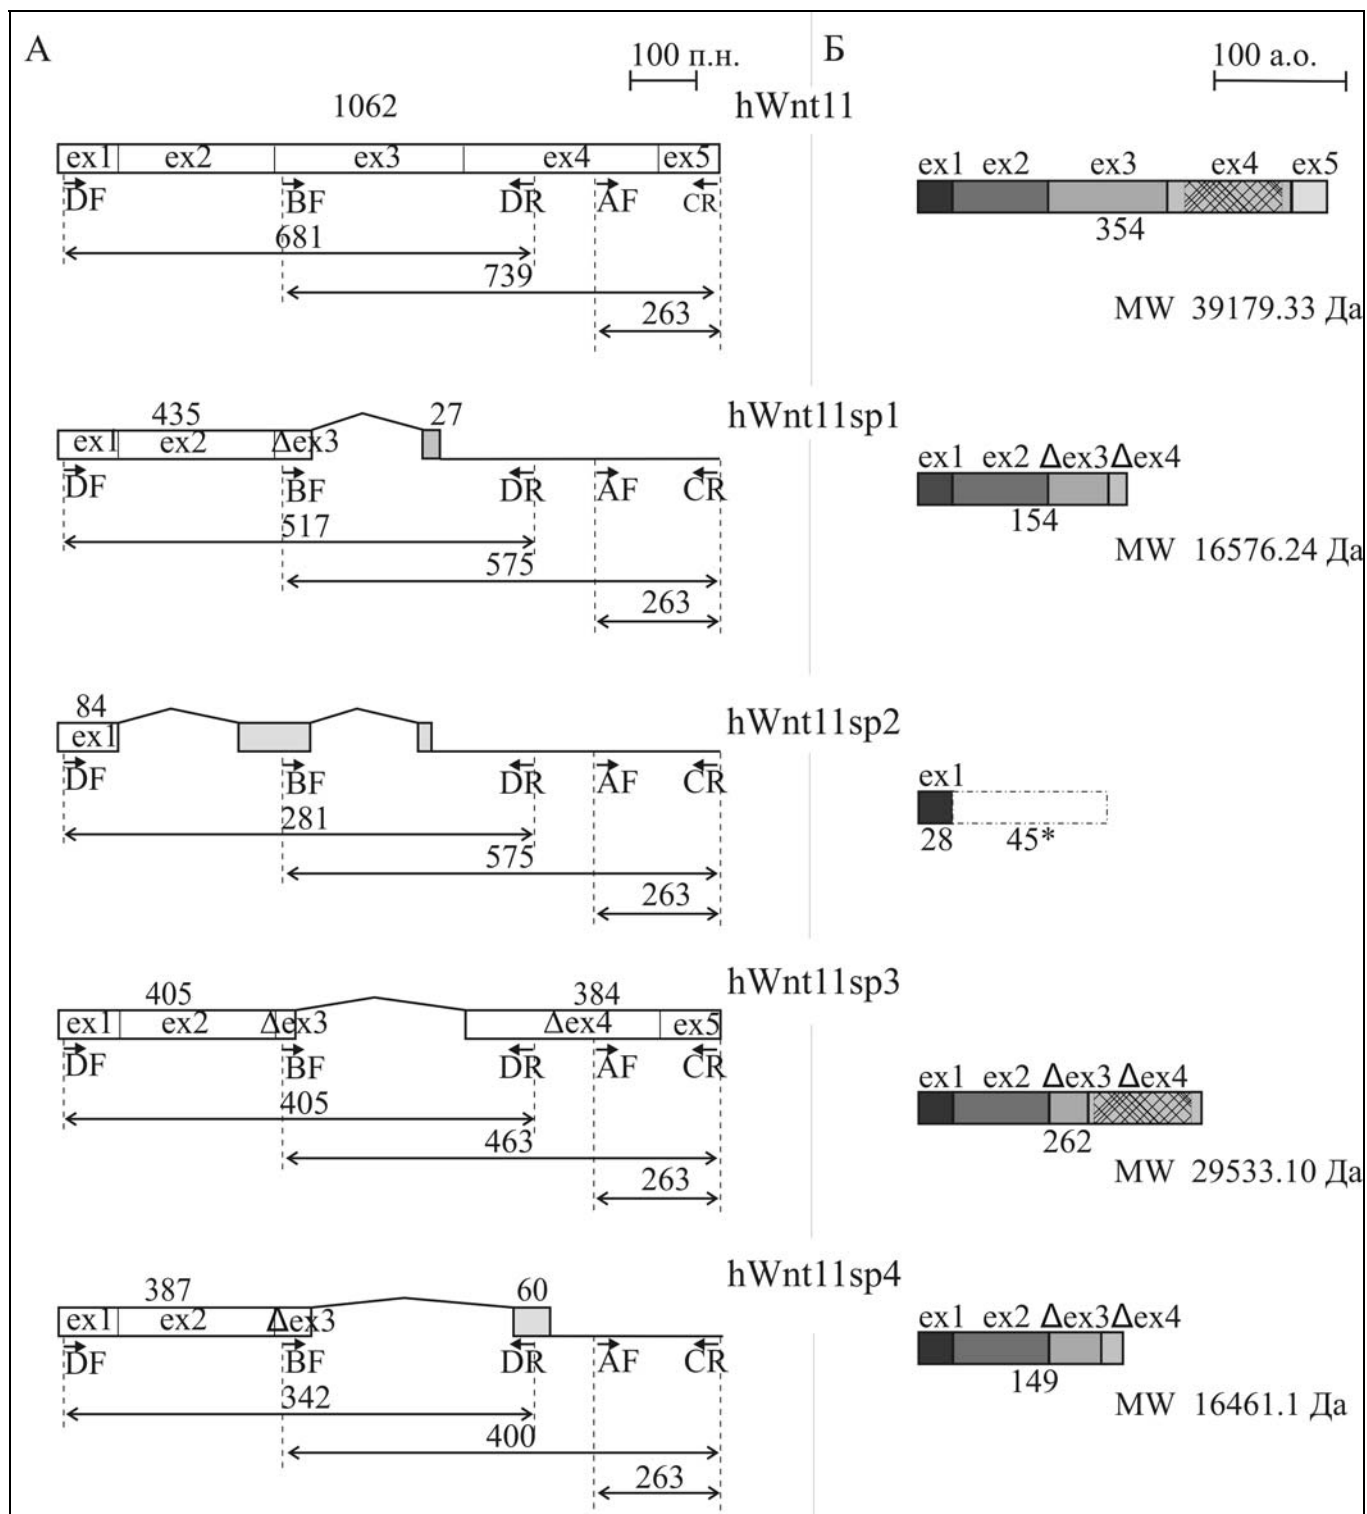 А
100 п.н.
Б
100 а.о.
1062
hWnt11
ex1 ex2 ex3 ex4 ex5
DF BF DR AF CR
681
739
263
ex1 ex2 ex3 ex4 ex5
354
MW 39179.33 Да
435
27
hWnt11sp1
ex1 ex2 Δex3
DF BF DR AF CR
517
575
263
ex1 ex2 Δex3 Δex4
154
MW 16576.24 Да
84
hWnt11sp2
ex1
DF BF DR AF CR
281
575
263
ex1
28 45*
405
384
hWnt11sp3
ex1 ex2 Δex3 Δex4 ex5
DF BF DR AF CR
405
463
263
ex1 ex2 Δex3 Δex4
262
MW 29533.10 Да
387
60
hWnt11sp4
ex1 ex2 Δex3
DF BF DR AF CR
342
400
263
ex1 ex2 Δex3 Δex4
149
MW 16461.1 Да